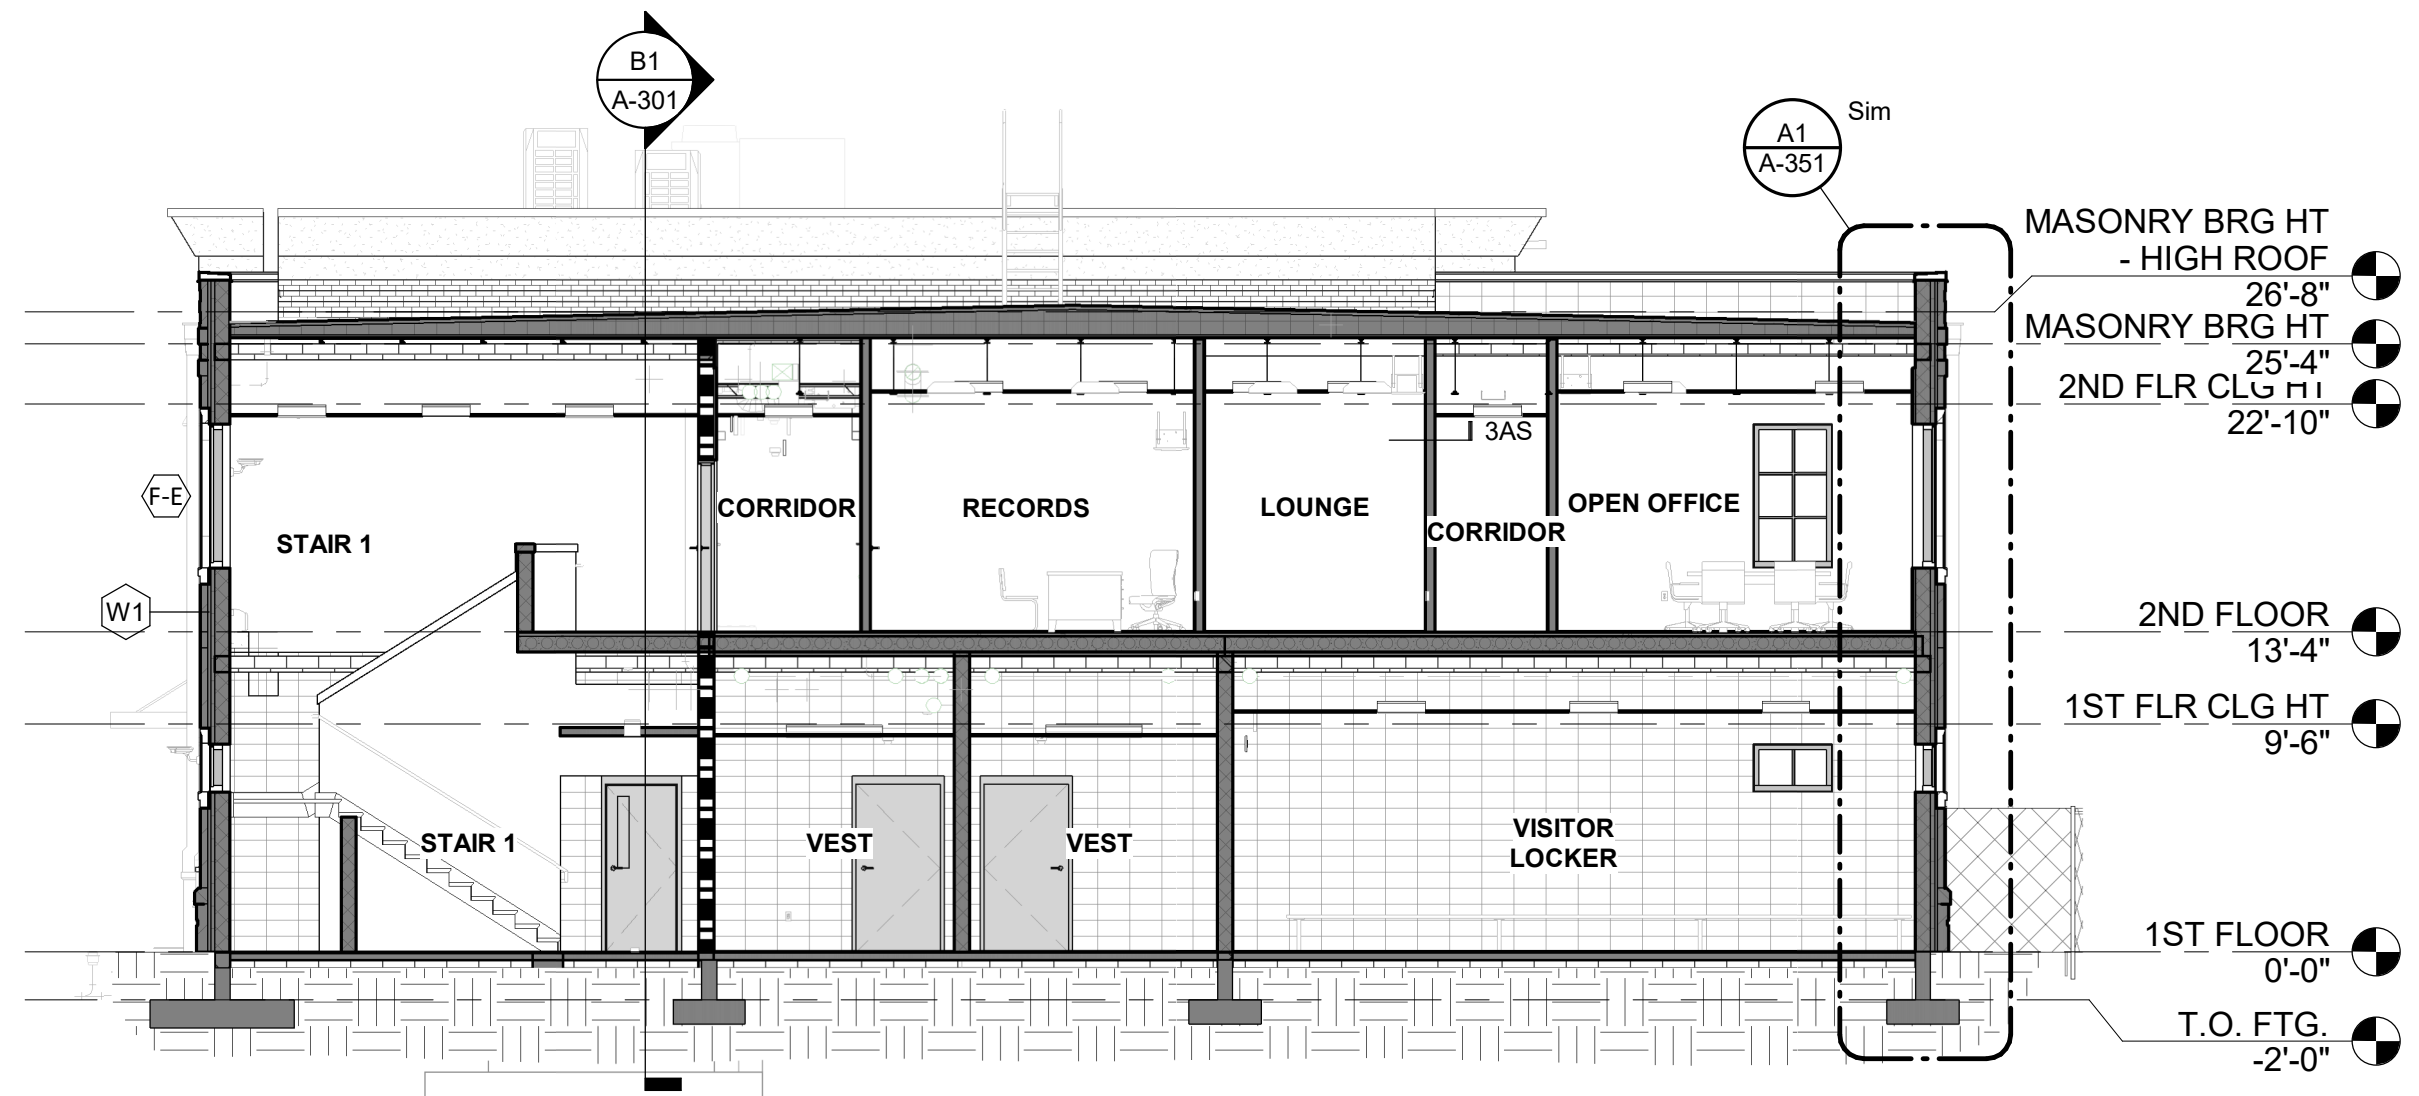 B1
A-301
A1
A-351
Sim
MASONRY BRG HT
- HIGH ROOF
26'-8"
MASONRY BRG HT
25'-4"
2ND FLR CLG HT
22'-10"
3AS
F-E
CORRIDOR
RECORDS
LOUNGE
OPEN OFFICE
CORRIDOR
STAIR 1
W1
2ND FLOOR
13'-4"
1ST FLR CLG HT
9'-6"
STAIR 1
VEST
VEST
VISITOR
LOCKER
1ST FLOOR
0'-0"
T.O. FTG.
-2'-0"